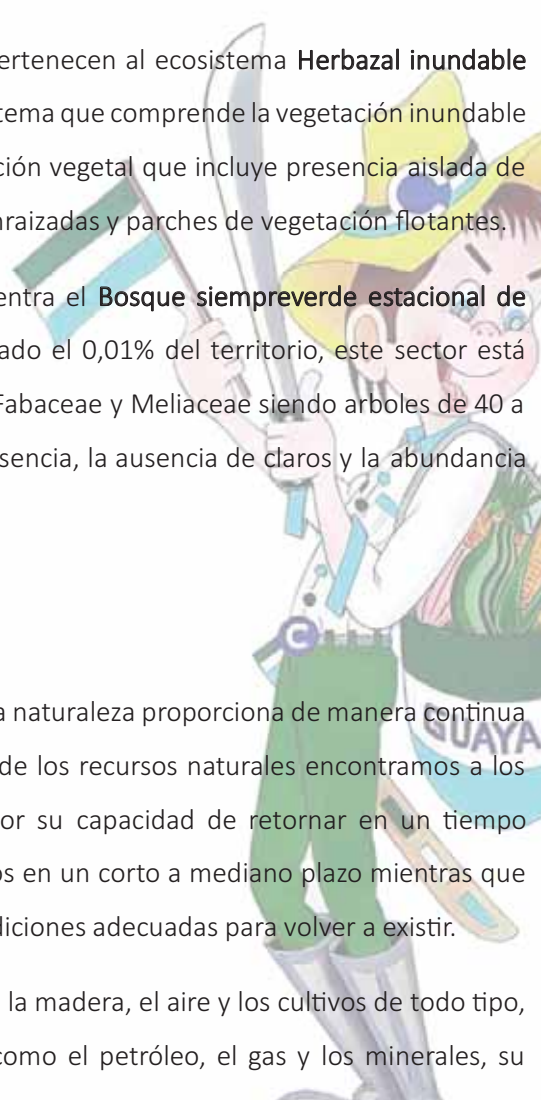 ertenecen al ecosistema Herbazal inundable
tema que comprende la vegetación inundable
ción vegetal que incluye presencia aislada de
nraizadas y parches de vegetación flotantes.
entra el Bosque siempreverde estacional de
ado el 0,01% del territorio, este sector está
Fabaceae y Meliaceae siendo arboles de 40 a
sencia, la ausencia de claros y la abundancia
C
a naturaleza proporciona de manera continua
GUAYA
de los recursos naturales encontramos a los
or su capacidad de retornar en un tiempo
os en un corto a mediano plazo mientras que
diciones adecuadas para volver a existir.
la madera, el aire y los cultivos de todo tipo,
como el petróleo, el gas y los minerales, su